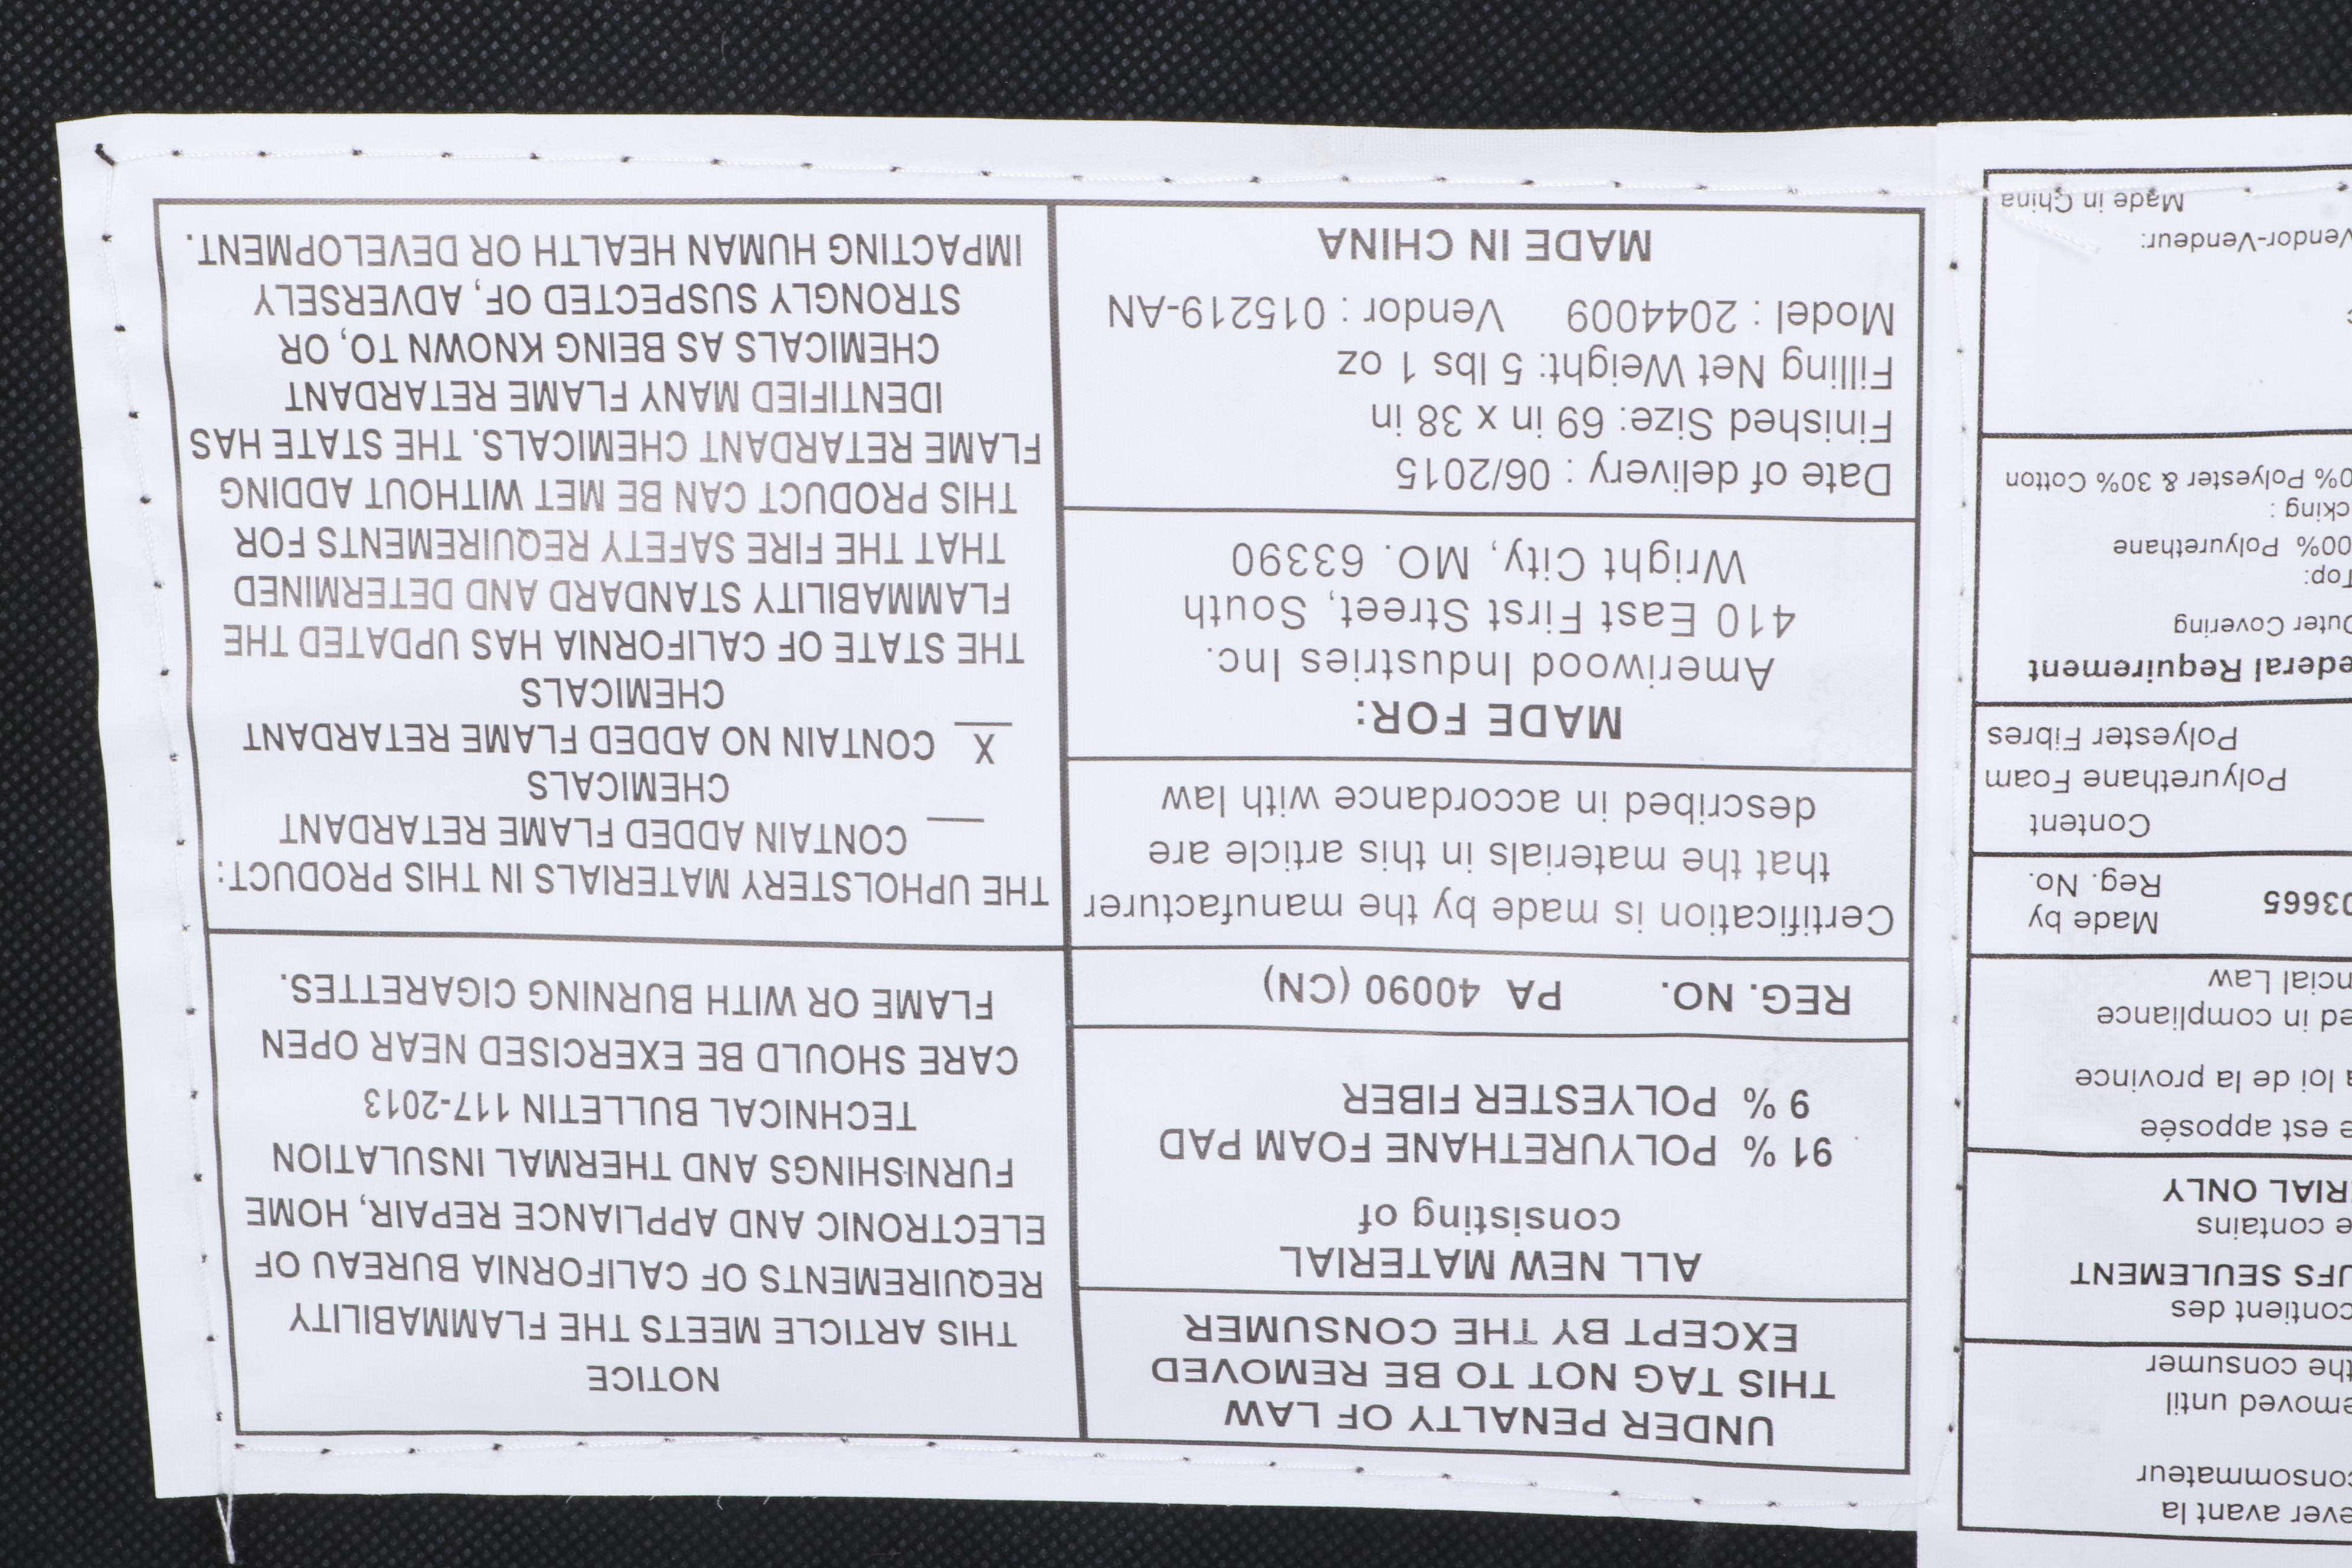 UNDER PENALTY OF LAW
THIS TAG NOT TO BE REMOVED
EXCEPT BY THE CONSUMER
ALL NEW MATERIAL
consisting of
91 % POLYURETHANE FOAM PAD
9 % POLYESTER FIBER
REG. NO. PA 40090 (CN)
Certification is made by the manufacturer
that the materials in this article are
described in accordance with law
MADE FOR:
Ameriwood Industries Inc.
410 East First Street, South
Wright City, MO. 63390
Date of delivery : 06/2015
Finished Size: 69 in x 38 in
Filling Net Weight: 5 lbs 1 oz
Model : 2044009 Vendor : 015219-AN
MADE IN CHINA
NOTICE
THIS ARTICLE MEETS THE FLAMMABILITY
REQUIREMENTS OF CALIFORNIA BUREAU OF
ELECTRONIC AND APPLIANCE REPAIR, HOME
FURNISHINGS AND THERMAL INSULATION
TECHNICAL BULLETIN 117-2013
CARE SHOULD BE EXERCISED NEAR OPEN
FLAME OR WITH BURNING CIGARETTES.
THE UPHOLSTERY MATERIALS IN THIS PRODUCT:
__ CONTAIN ADDED FLAME RETARDANT
CHEMICALS
X CONTAIN NO ADDED FLAME RETARDANT
CHEMICALS
THE STATE OF CALIFORNIA HAS UPDATED THE
FLAMMABILITY STANDARD AND DETERMINED
THAT THE FIRE SAFETY REQUIREMENTS FOR
THIS PRODUCT CAN BE MET WITHOUT ADDING
FLAME RETARDANT CHEMICALS. THE STATE HAS
IDENTIFIED MANY FLAME RETARDANT
CHEMICALS AS BEING KNOWN TO, OR
STRONGLY SUSPECTED OF, ADVERSELY
IMPACTING HUMAN HEALTH OR DEVELOPMENT.
avant la
consommateur
until
the consumer
contient des
SEULEMENT
contains
ONLY
est apposée
loi de la province
in compliance
Law
Made by
Reg. No. 03665
Content
Polyurethane Foam
Polyester Fibres
Requirement
Outer Covering
Top:
Polyurethane
Polyester & 30% Cotton
Vendor-Vendeur:
Made in China